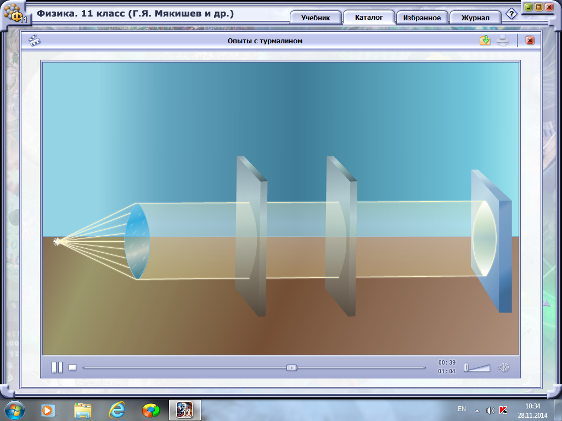 Физика. 11 класс (Г.Я. Мякишев и др.)
Учебник
Каталог
Избранное
Журнал
?
Опыты с турмалином
00:39
01:04
EN
10:34
28.11.2014